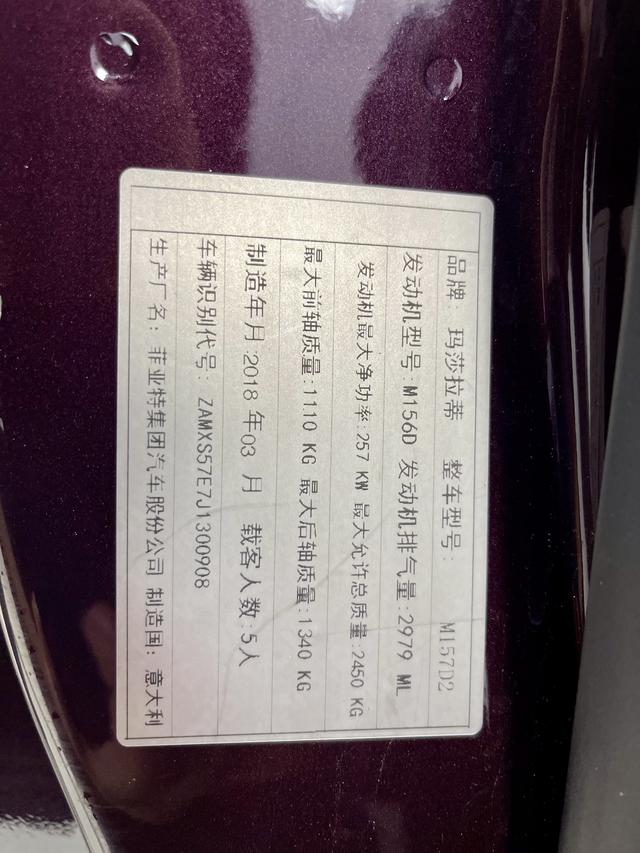 品牌: 玛莎拉蒂 整车型号: M157D2
发动机型号:M156D 发动机排气量:2979 ML
发动机最大净功率:257 KW 最大允许总质量:2450 KG
最大前轴质量:1110 KG 最大后轴质量:1340 KG
制造年月:2018 年03 月 载客人数:5人
车辆识别代号: ZAMXS57E7J1300908
生产厂名: 菲亚特集团汽车股份公司 制造国: 意大利